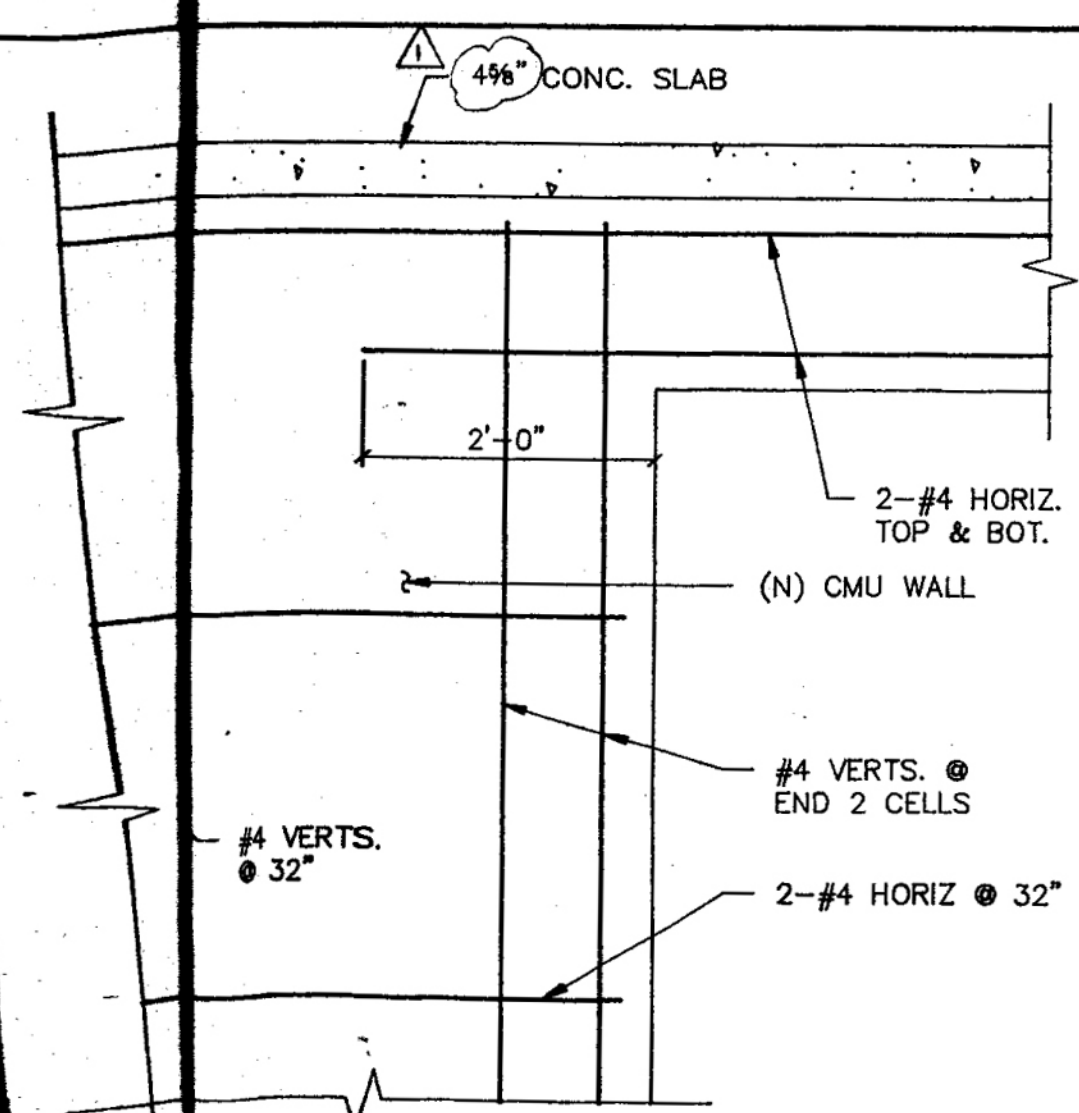 1
4⅝" CONC. SLAB
2'-0"
2-#4 HORIZ.
TOP & BOT.
(N) CMU WALL
#4 VERTS. @
END 2 CELLS
#4 VERTS.
@ 32"
2-#4 HORIZ @ 32"